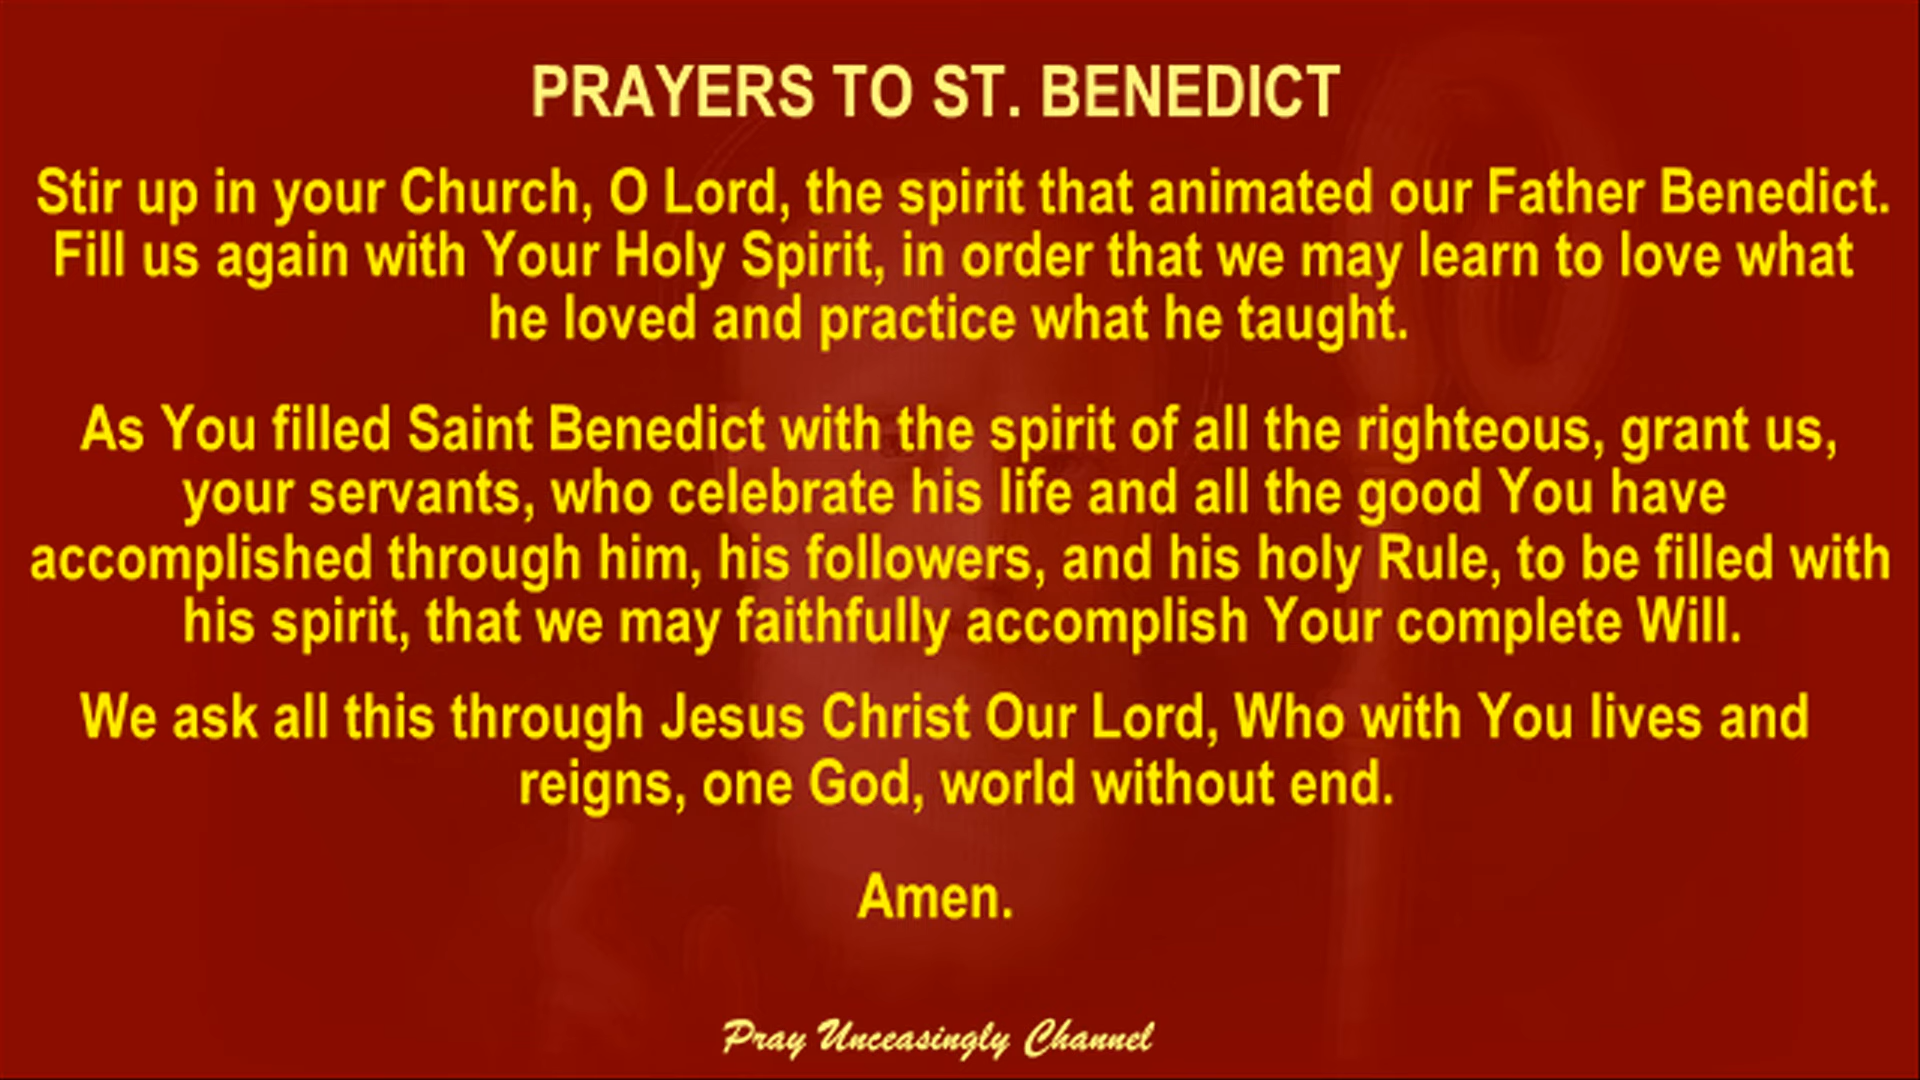 PRAYERS TO ST. BENEDICT
Stir up in your Church, O Lord, the spirit that animated our Father Benedict.
Fill us again with Your Holy Spirit, in order that we may learn to love what
he loved and practice what he taught.
As You filled Saint Benedict with the spirit of all the righteous, grant us,
your servants, who celebrate his life and all the good You have
accomplished through him, his followers, and his holy Rule, to be filled with
his spirit, that we may faithfully accomplish Your complete Will.
We ask all this through Jesus Christ Our Lord, Who with You lives and
reigns, one God, world without end.
Amen.
Pray Unceasingly Channel